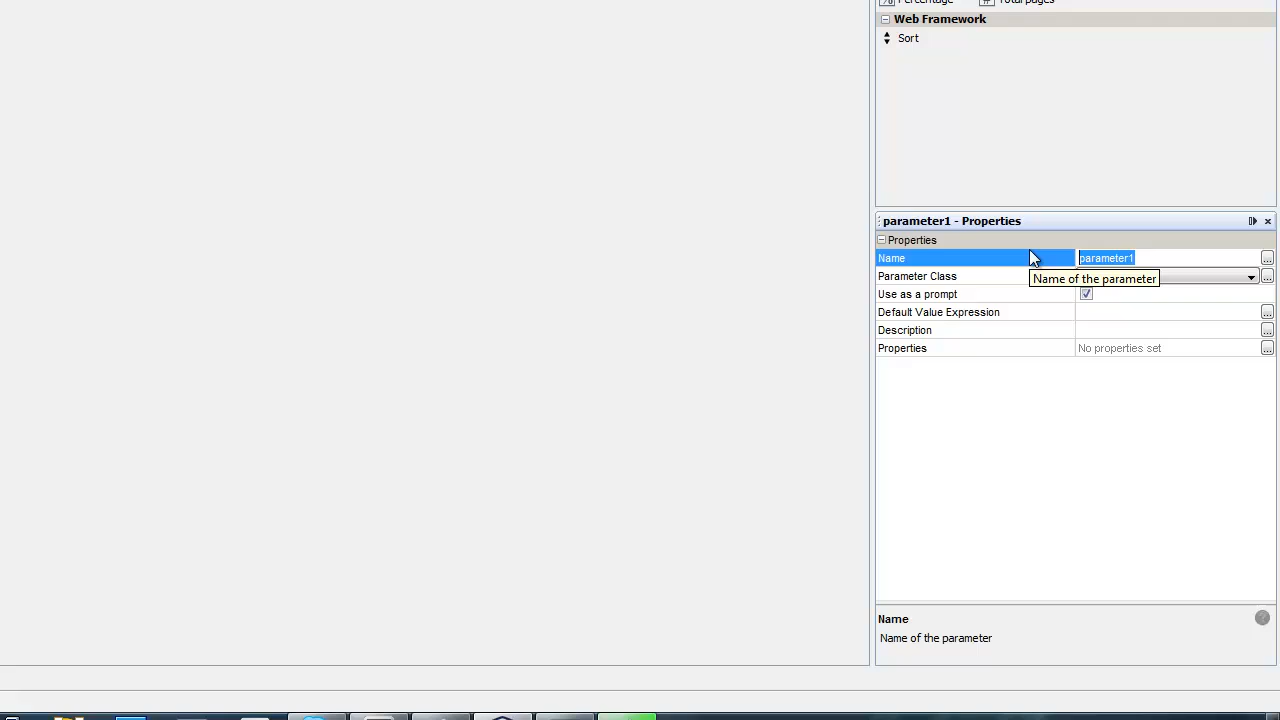 Percentage Total pages
Web Framework
Sort
parameter1 - Properties
Properties
Name parameter1
Parameter Class
Name of the parameter
Use as a prompt
Default Value Expression ...
Description ...
Properties No properties set ...
Name
Name of the parameter